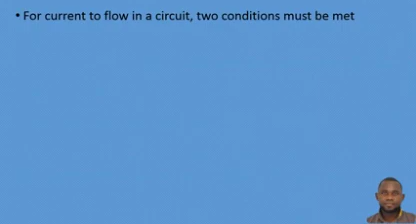 • For current to flow in a circuit, two conditions must be met